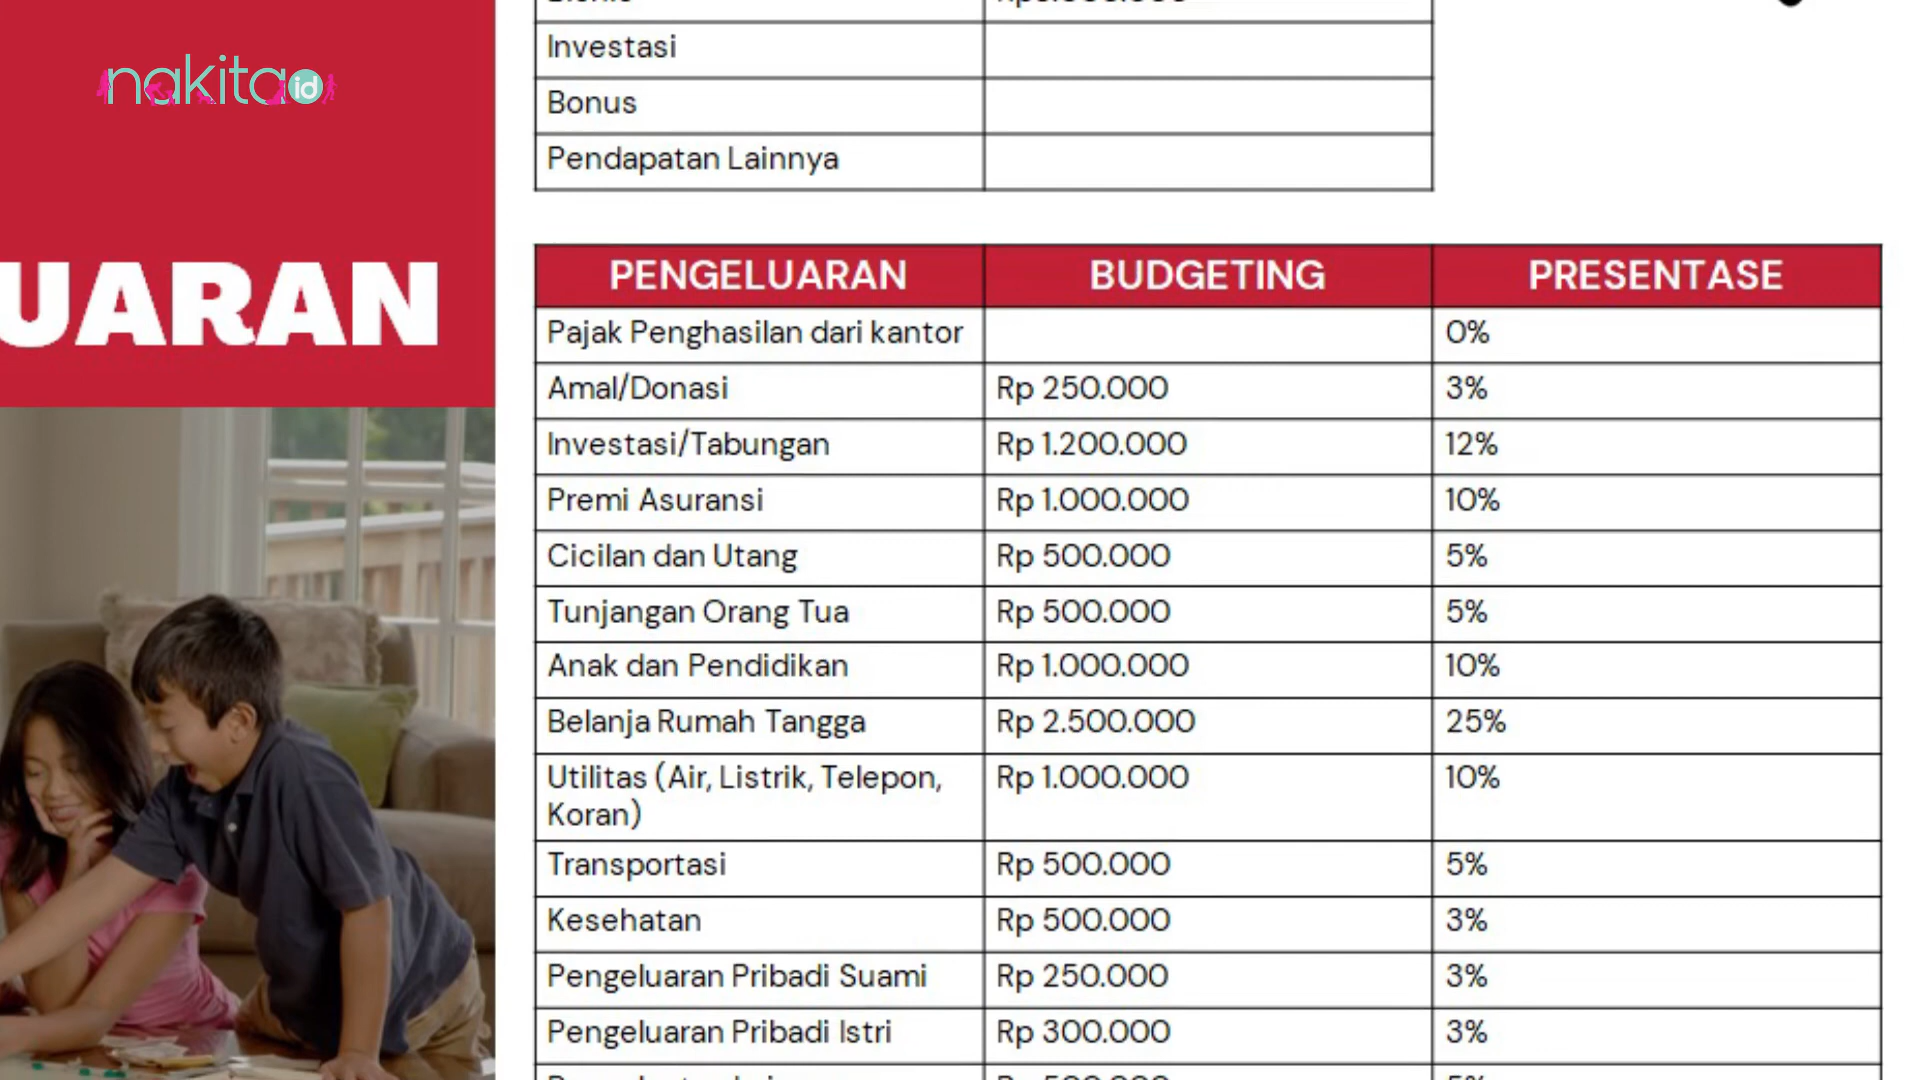 nakita id
UARAN
Investasi
Bonus
Pendapatan Lainnya
PENGELUARAN BUDGETING PRESENTASE
Pajak Penghasilan dari kantor 0%
Amal/Donasi Rp 250.000 3%
Investasi/Tabungan Rp 1.200.000 12%
Premi Asuransi Rp 1.000.000 10%
Cicilan dan Utang Rp 500.000 5%
Tunjangan Orang Tua Rp 500.000 5%
Anak dan Pendidikan Rp 1.000.000 10%
Belanja Rumah Tangga Rp 2.500.000 25%
Utilitas (Air, Listrik, Telepon, Rp 1.000.000 10%
Koran)
Transportasi Rp 500.000 5%
Kesehatan Rp 500.000 3%
Pengeluaran Pribadi Suami Rp 250.000 3%
Pengeluaran Pribadi Istri Rp 300.000 3%